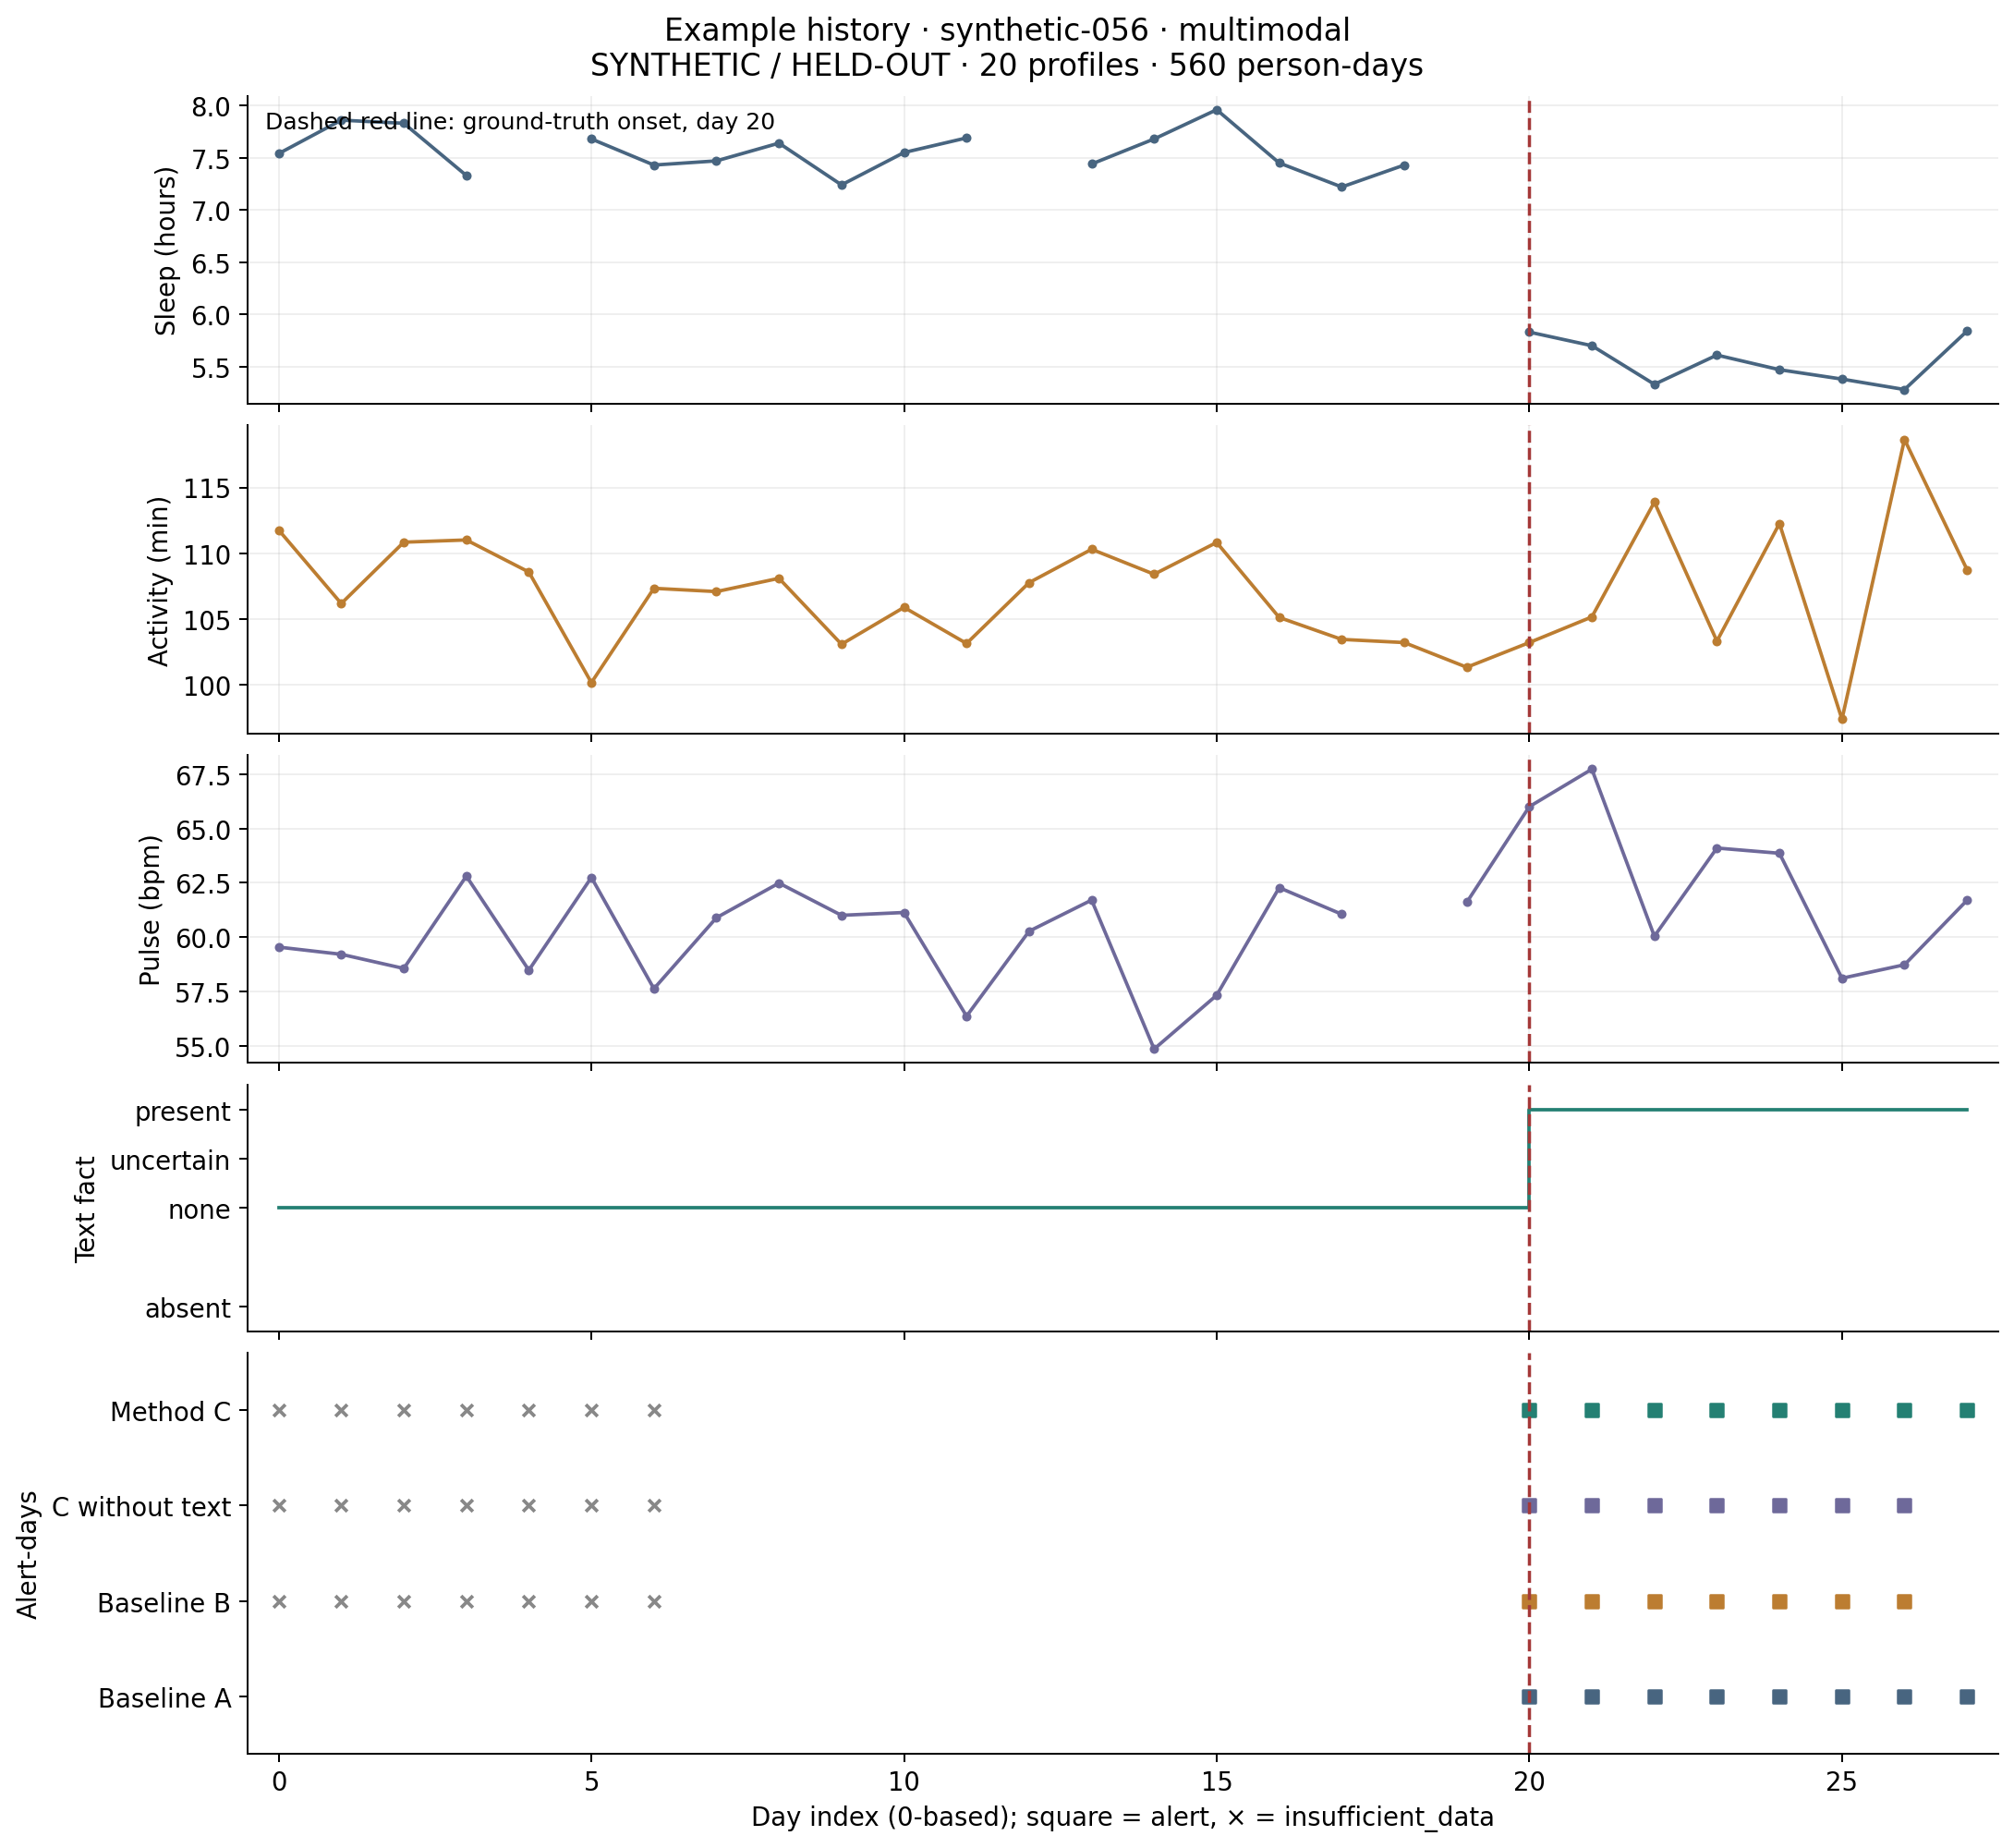 Example history · synthetic-056 · multimodal
SYNTHETIC / HELD-OUT · 20 profiles · 560 person-days
Dashed red line: ground-truth onset, day 20
Sleep (hours)
8.0
7.5
7.0
6.5
6.0
5.5
Activity (min)
115
110
105
100
Pulse (bpm)
67.5
65.0
62.5
60.0
57.5
55.0
Text fact
present
uncertain
none
absent
Alert-days
Method C
C without text
Baseline B
Baseline A
0 5 10 15 20 25
Day index (0-based); square = alert, × = insufficient_data